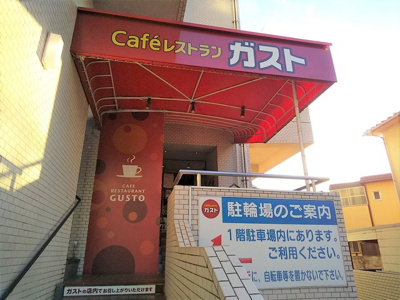 Caféレストラン ガスト
CAFE
RESTAURANT
GUSTO
ガスト
駐輪場のご案内
1階駐車場内にあります。
ご利用ください。
に、自転車等を置かないで下さい。
ガストの店内でお召し上がりいただけます